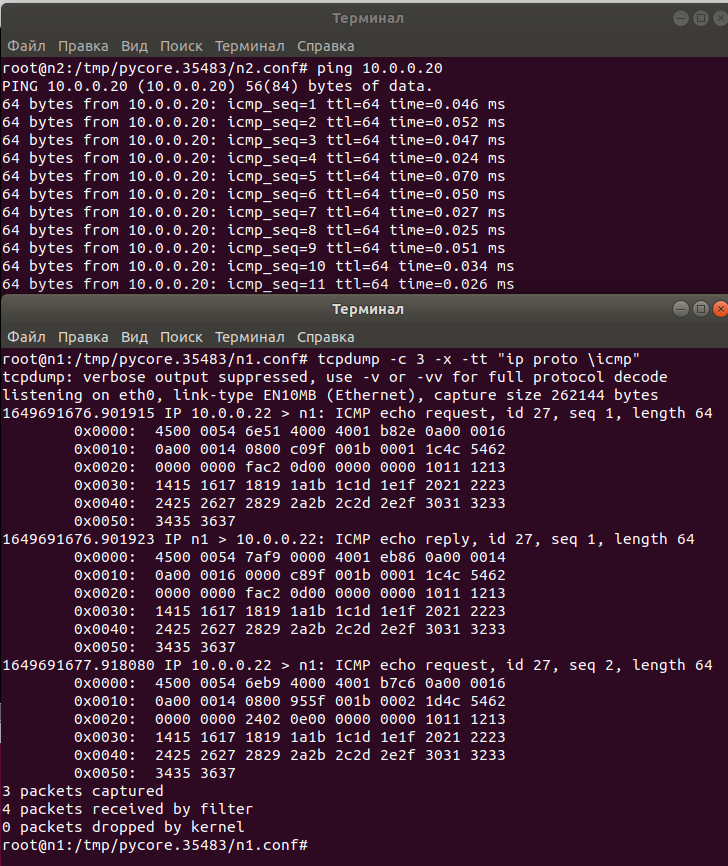 Терминал
Файл Правка Вид Поиск Терминал Справка
root@n2:/tmp/pycore.35483/n2.conf# ping 10.0.0.20
PING 10.0.0.20 (10.0.0.20) 56(84) bytes of data.
64 bytes from 10.0.0.20: icmp_seq=1 ttl=64 time=0.046 ms
64 bytes from 10.0.0.20: icmp_seq=2 ttl=64 time=0.052 ms
64 bytes from 10.0.0.20: icmp_seq=3 ttl=64 time=0.047 ms
64 bytes from 10.0.0.20: icmp_seq=4 ttl=64 time=0.024 ms
64 bytes from 10.0.0.20: icmp_seq=5 ttl=64 time=0.070 ms
64 bytes from 10.0.0.20: icmp_seq=6 ttl=64 time=0.050 ms
64 bytes from 10.0.0.20: icmp_seq=7 ttl=64 time=0.027 ms
64 bytes from 10.0.0.20: icmp_seq=8 ttl=64 time=0.025 ms
64 bytes from 10.0.0.20: icmp_seq=9 ttl=64 time=0.051 ms
64 bytes from 10.0.0.20: icmp_seq=10 ttl=64 time=0.034 ms
64 bytes from 10.0.0.20: icmp_seq=11 ttl=64 time=0.026 ms
Терминал
Файл Правка Вид Поиск Терминал Справка
root@n1:/tmp/pycore.35483/n1.conf# tcpdump -c 3 -x -tt "ip proto \icmp"
tcpdump: verbose output suppressed, use -v or -vv for full protocol decode
listening on eth0, link-type EN10MB (Ethernet), capture size 262144 bytes
1649691676.901915 IP 10.0.0.22 > n1: ICMP echo request, id 27, seq 1, length 64
0x0000: 4500 0054 6e51 4000 4001 b82e 0a00 0016
0x0010: 0a00 0014 0800 c09f 001b 0001 1c4c 5462
0x0020: 0000 0000 fac2 0d00 0000 0000 1011 1213
0x0030: 1415 1617 1819 1a1b 1c1d 1e1f 2021 2223
0x0040: 2425 2627 2829 2a2b 2c2d 2e2f 3031 3233
0x0050: 3435 3637
1649691676.901923 IP n1 > 10.0.0.22: ICMP echo reply, id 27, seq 1, length 64
0x0000: 4500 0054 7af9 0000 4001 eb86 0a00 0014
0x0010: 0a00 0016 0000 c89f 001b 0001 1c4c 5462
0x0020: 0000 0000 fac2 0d00 0000 0000 1011 1213
0x0030: 1415 1617 1819 1a1b 1c1d 1e1f 2021 2223
0x0040: 2425 2627 2829 2a2b 2c2d 2e2f 3031 3233
0x0050: 3435 3637
1649691677.918080 IP 10.0.0.22 > n1: ICMP echo request, id 27, seq 2, length 64
0x0000: 4500 0054 6eb9 4000 4001 b7c6 0a00 0016
0x0010: 0a00 0014 0800 955f 001b 0002 1d4c 5462
0x0020: 0000 0000 2402 0e00 0000 0000 1011 1213
0x0030: 1415 1617 1819 1a1b 1c1d 1e1f 2021 2223
0x0040: 2425 2627 2829 2a2b 2c2d 2e2f 3031 3233
0x0050: 3435 3637
3 packets captured
4 packets received by filter
0 packets dropped by kernel
root@n1:/tmp/pycore.35483/n1.conf#